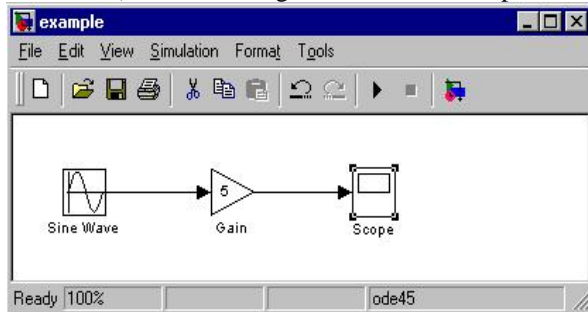 example
File Edit View Simulation Format Tools
5
Sine Wave Gain Scope
Ready 100% ode45